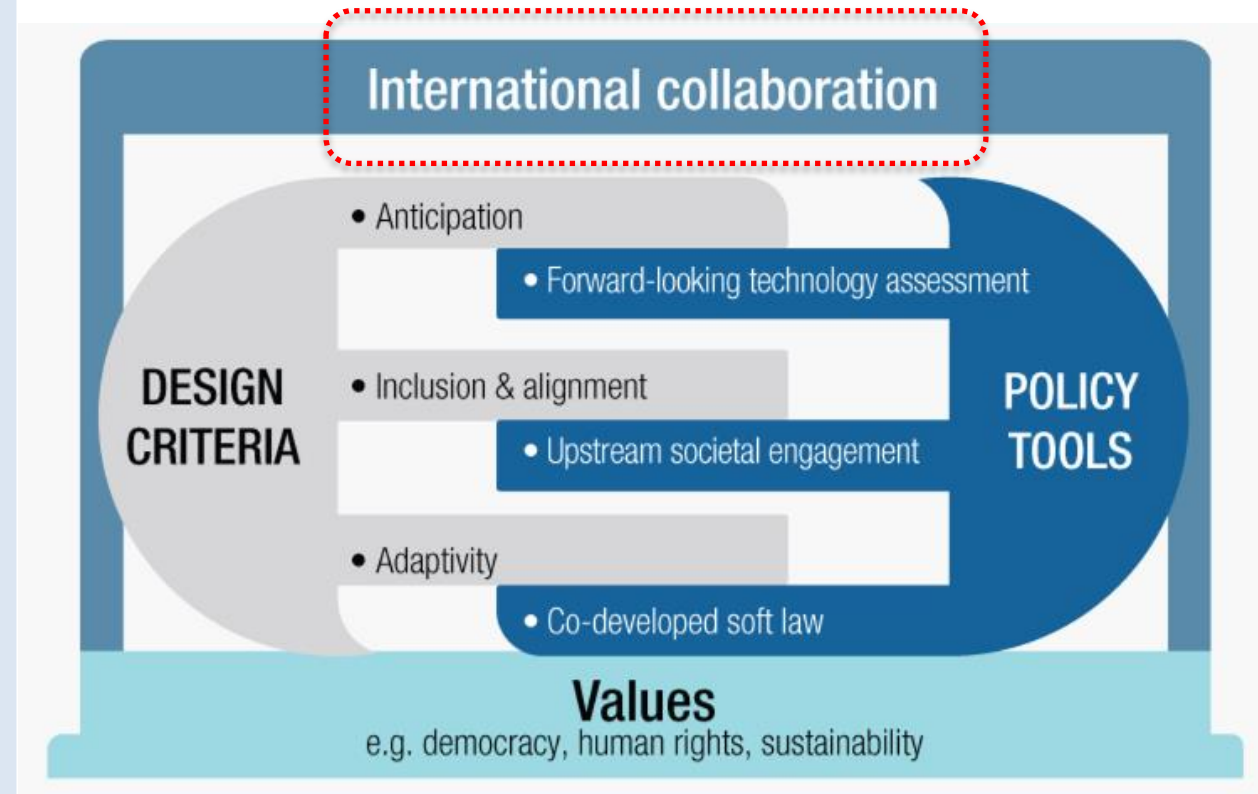 International collaboration
• Anticipation
• Forward-looking technology assessment
DESIGN
CRITERIA
• Inclusion & alignment
• Upstream societal engagement
POLICY
TOOLS
• Adaptivity
• Co-developed soft law
Values
e.g. democracy, human rights, sustainability